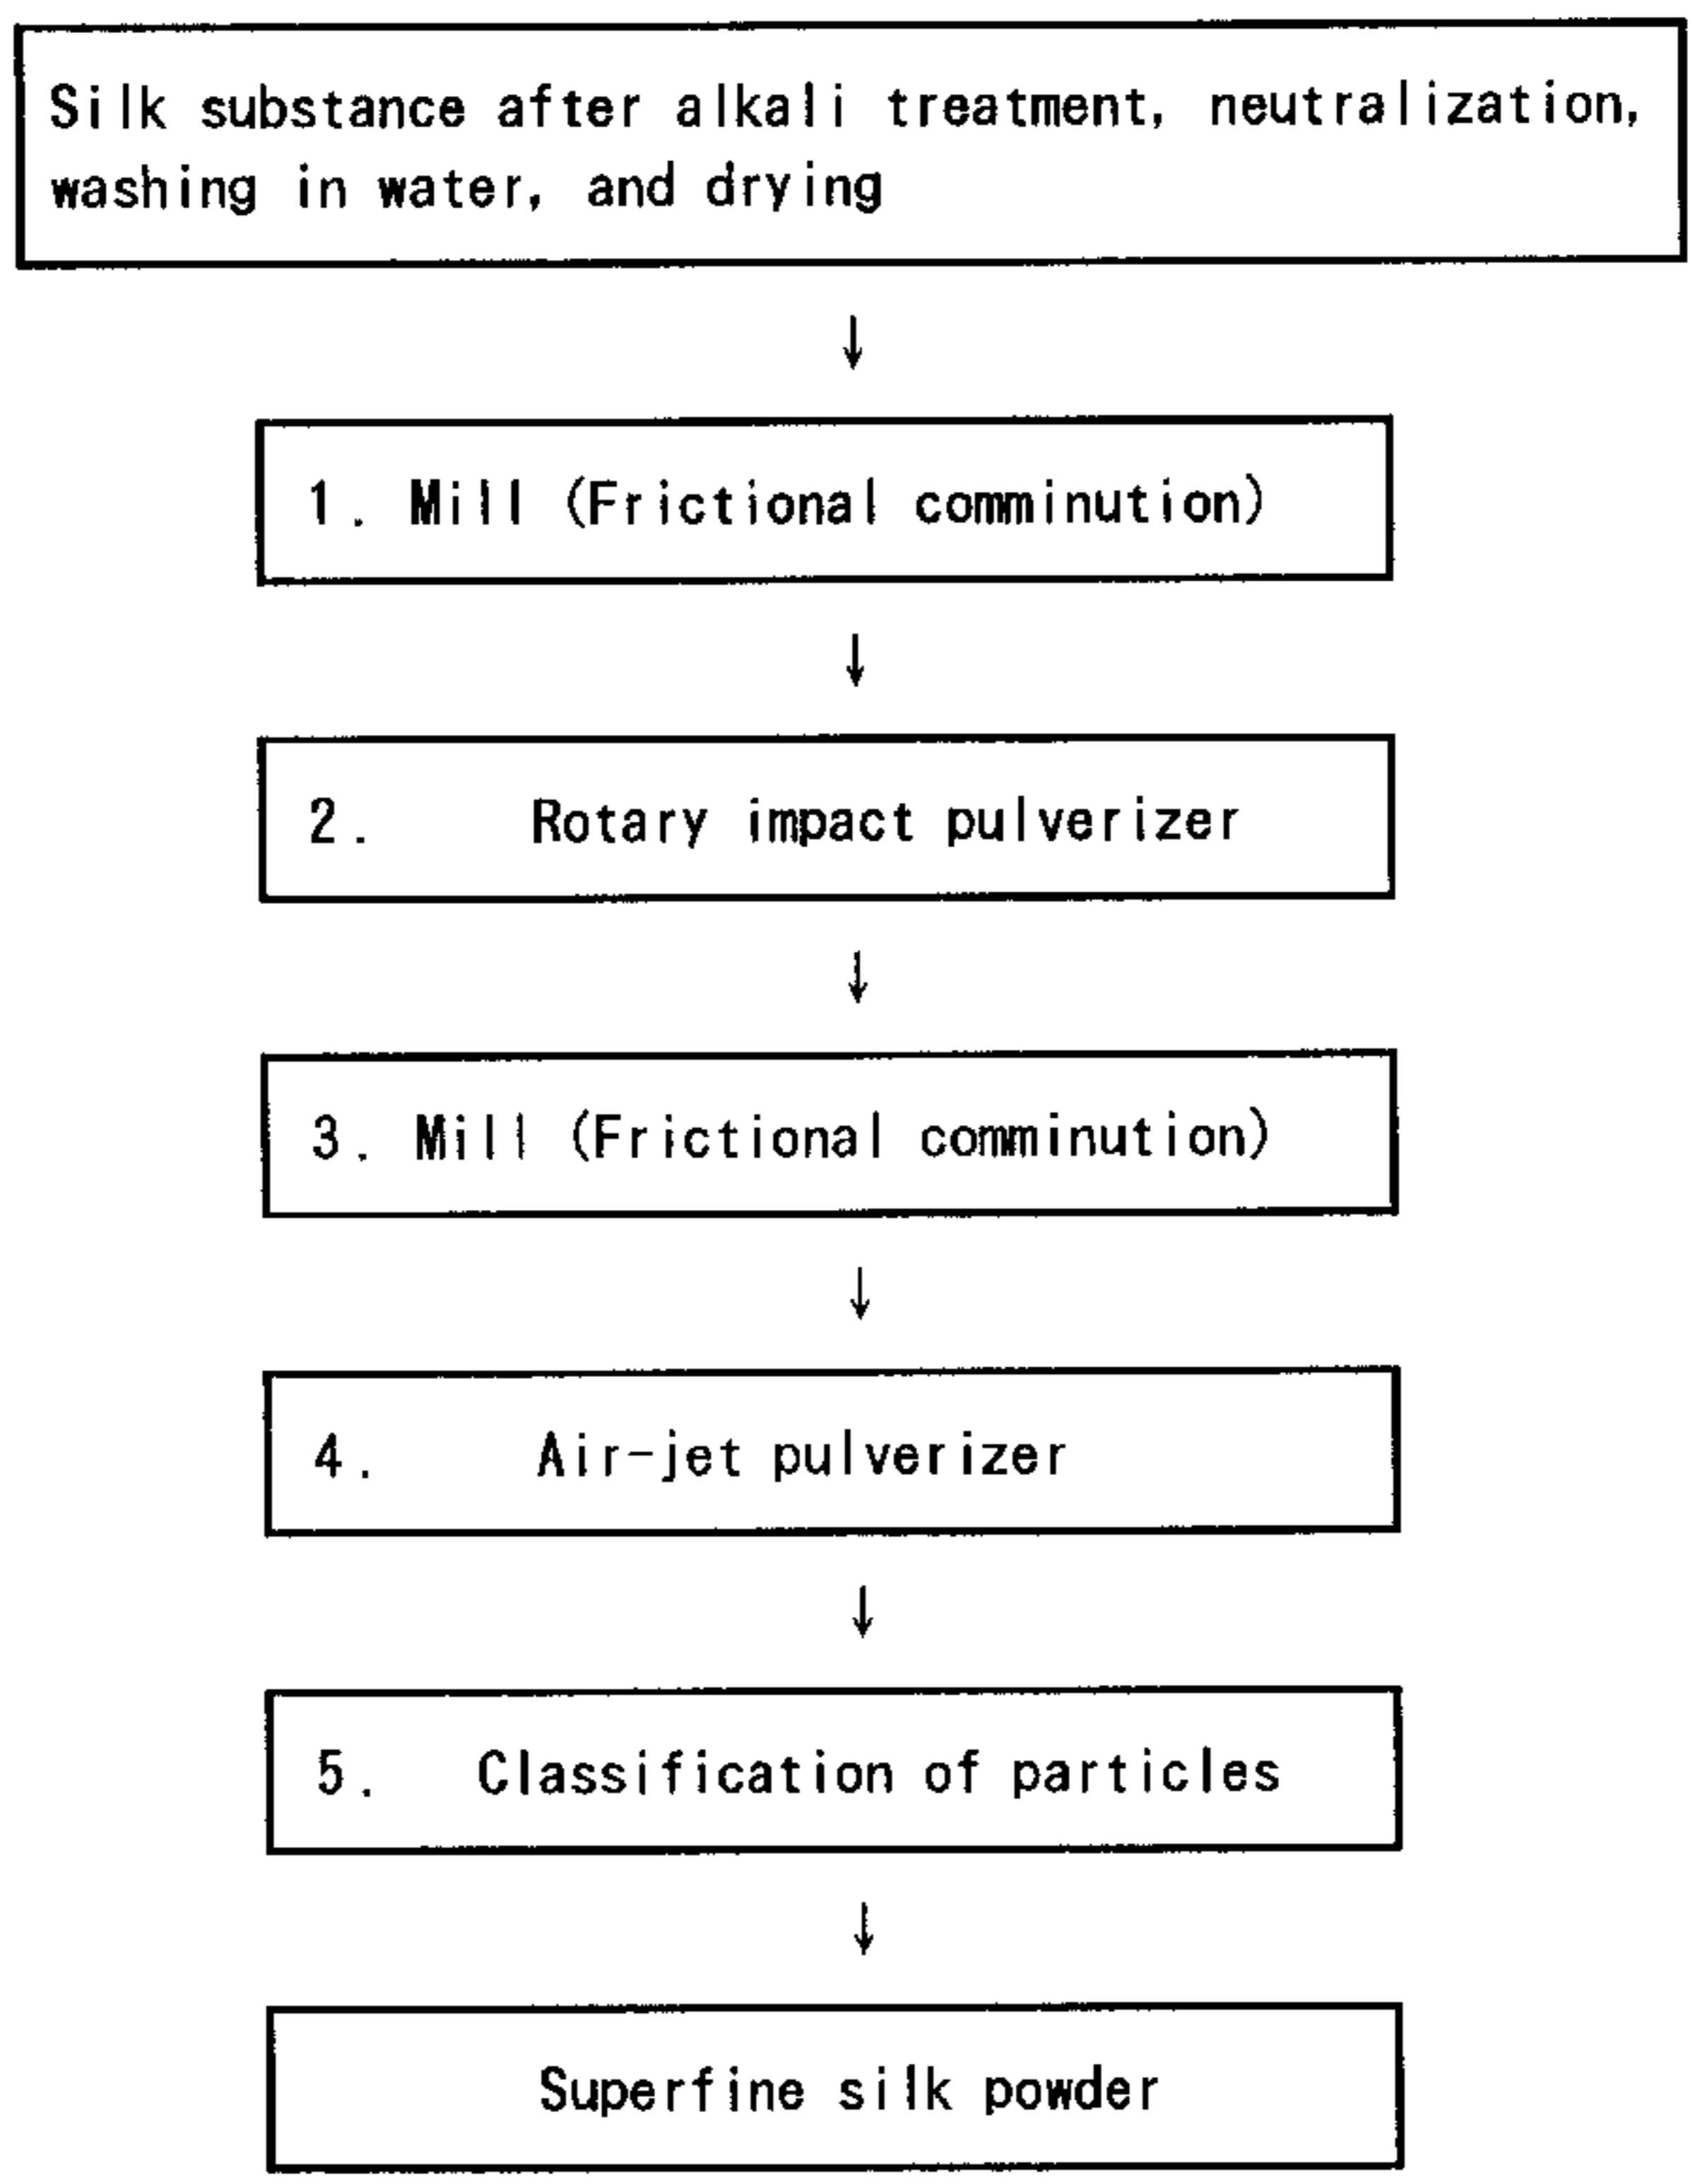 Silk substance after alkali treatment, neutralization,
washing in water, and drying
↓
1. Mill (Frictional comminution)
↓
2. Rotary impact pulverizer
↓
3. Mill (Frictional comminution)
↓
4. Air-jet pulverizer
↓
5. Classification of particles
↓
Superfine silk powder